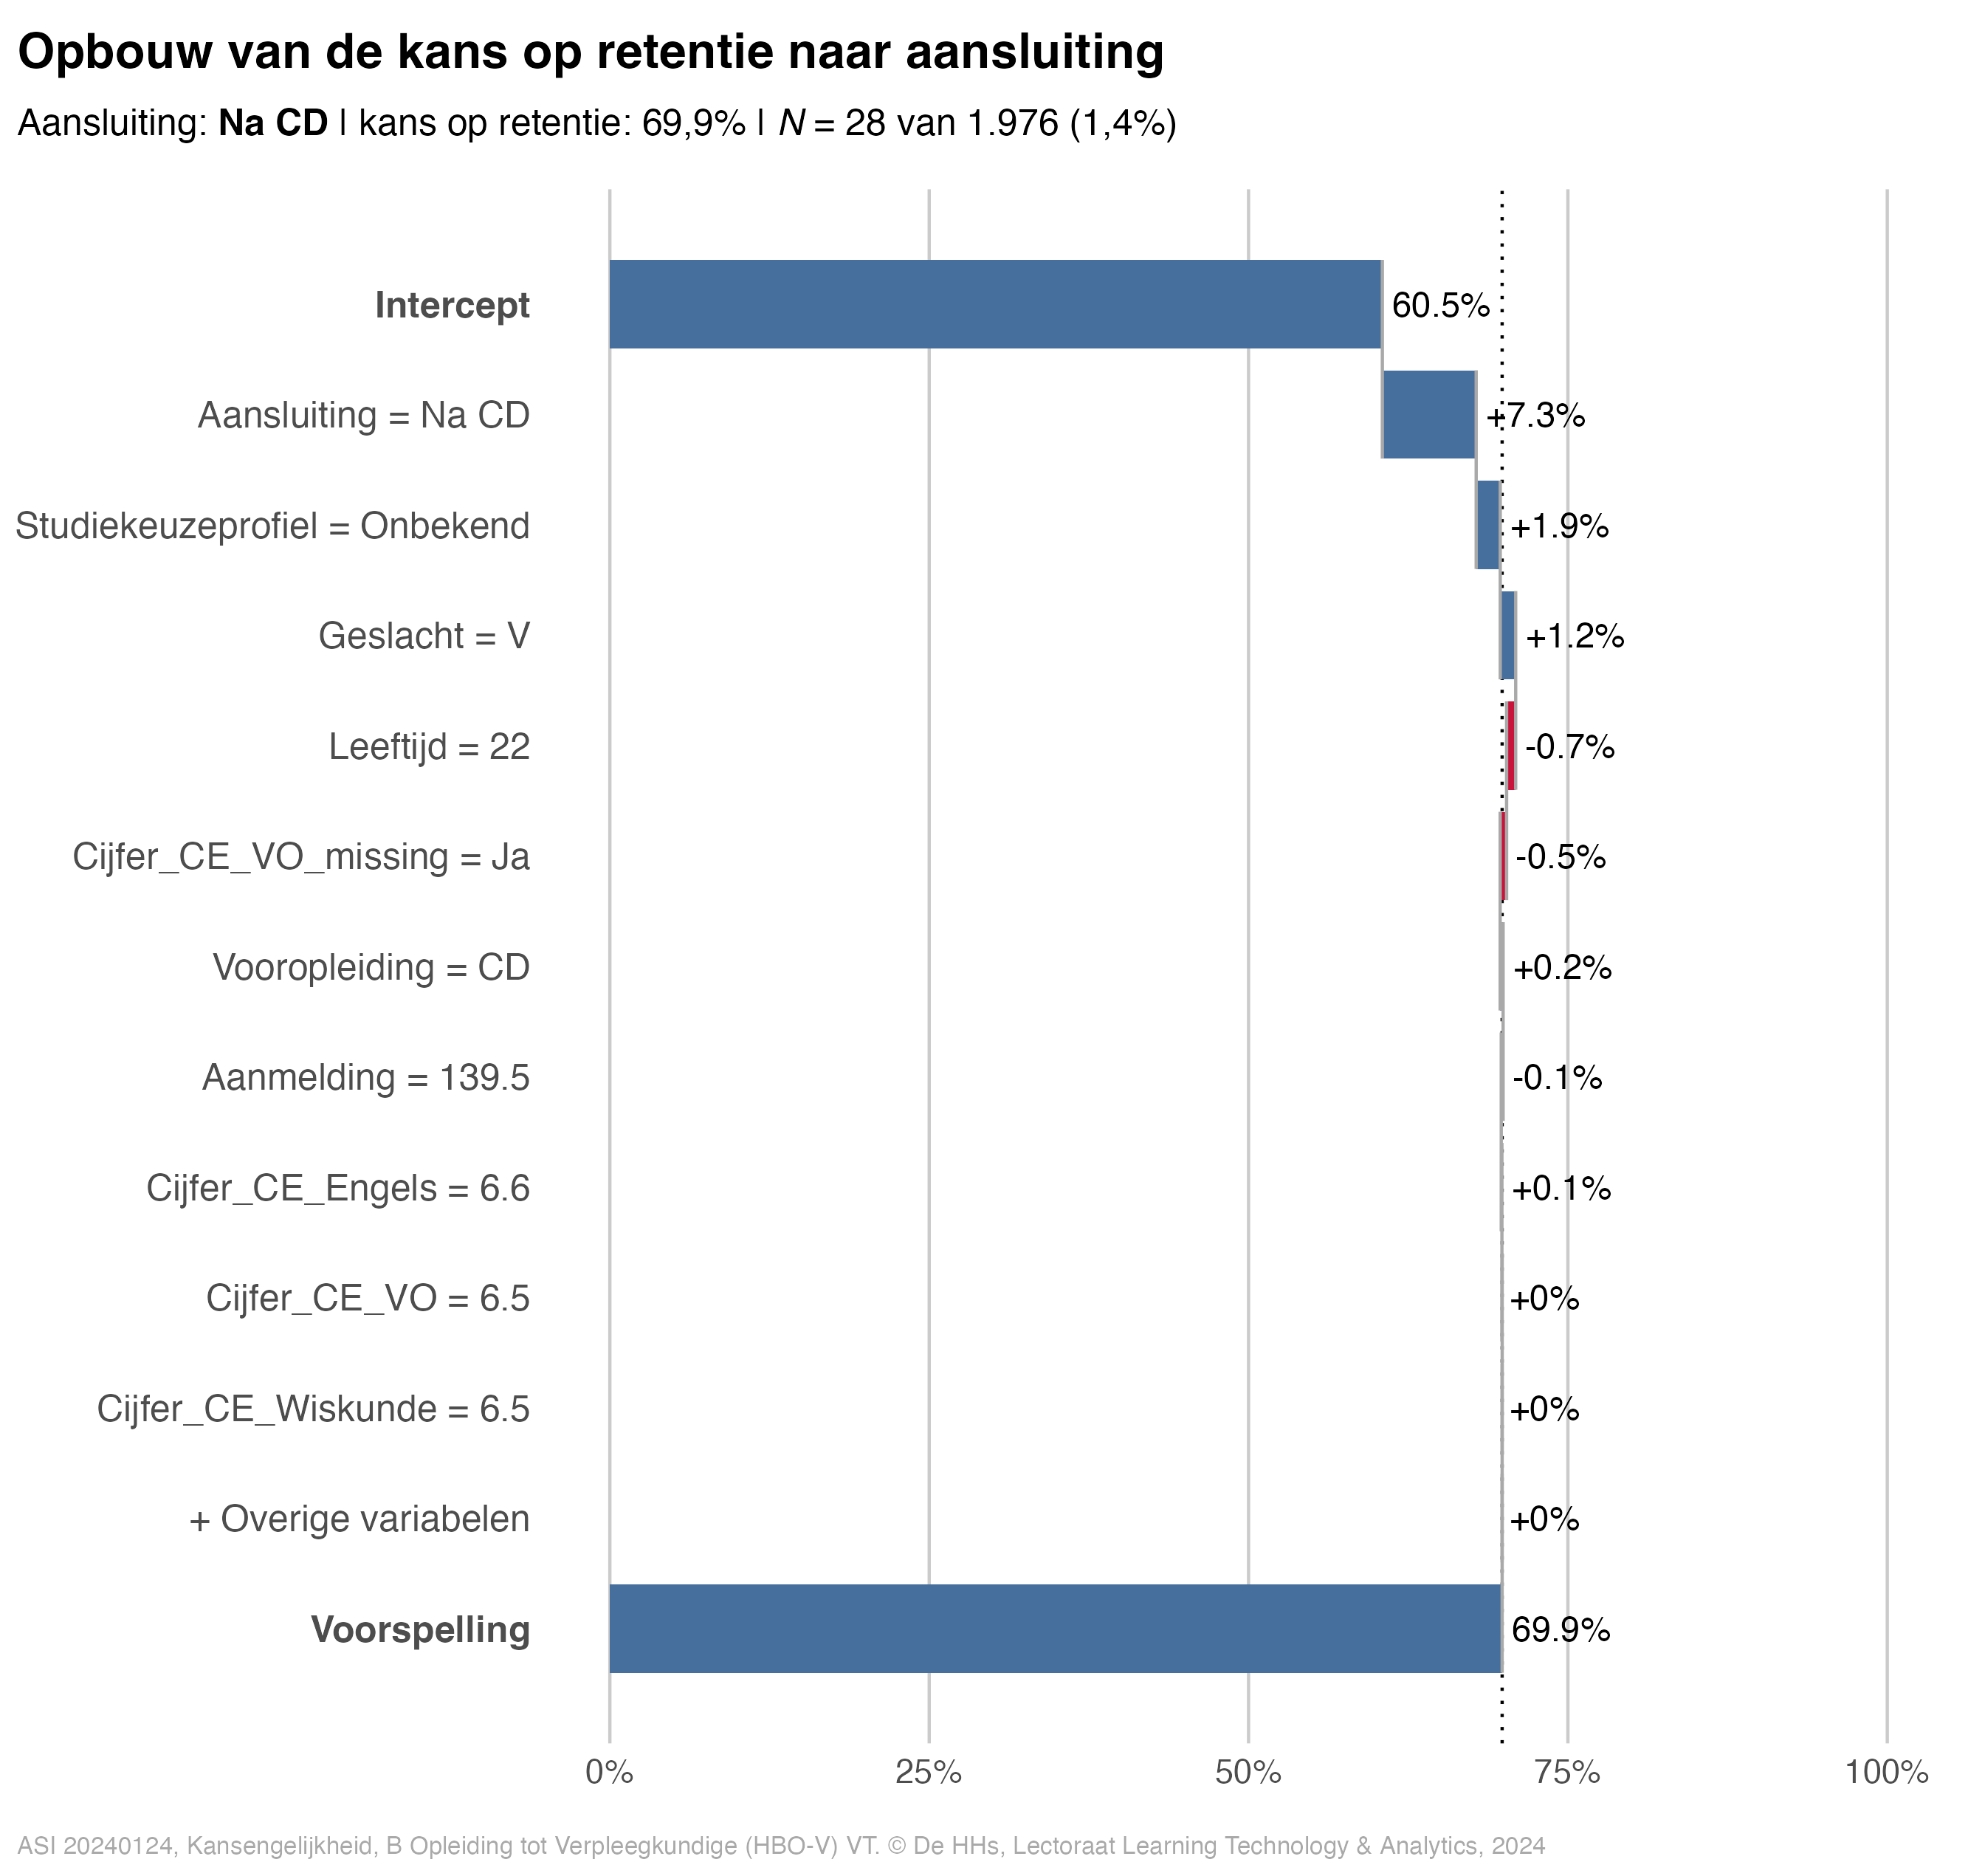 Opbouw van de kans op retentie naar aansluiting
Aansluiting: Na CD | kans op retentie: 69,9% | N = 28 van 1.976 (1,4%)
Intercept 60.5%
Aansluiting = Na CD +7.3%
Studiekeuzeprofiel = Onbekend +1.9%
Geslacht = V +1.2%
Leeftijd = 22 -0.7%
Cijfer_CE_VO_missing = Ja -0.5%
Vooropleiding = CD +0.2%
Aanmelding = 139.5 -0.1%
Cijfer_CE_Engels = 6.6 +0.1%
Cijfer_CE_VO = 6.5 +0%
Cijfer_CE_Wiskunde = 6.5 +0%
+ Overige variabelen +0%
Voorspelling 69.9%
0% 25% 50% 75% 100%
ASI 20240124, Kansengelijkheid, B Opleiding tot Verpleegkundige (HBO-V) VT. © De HHs, Lectoraat Learning Technology & Analytics, 2024